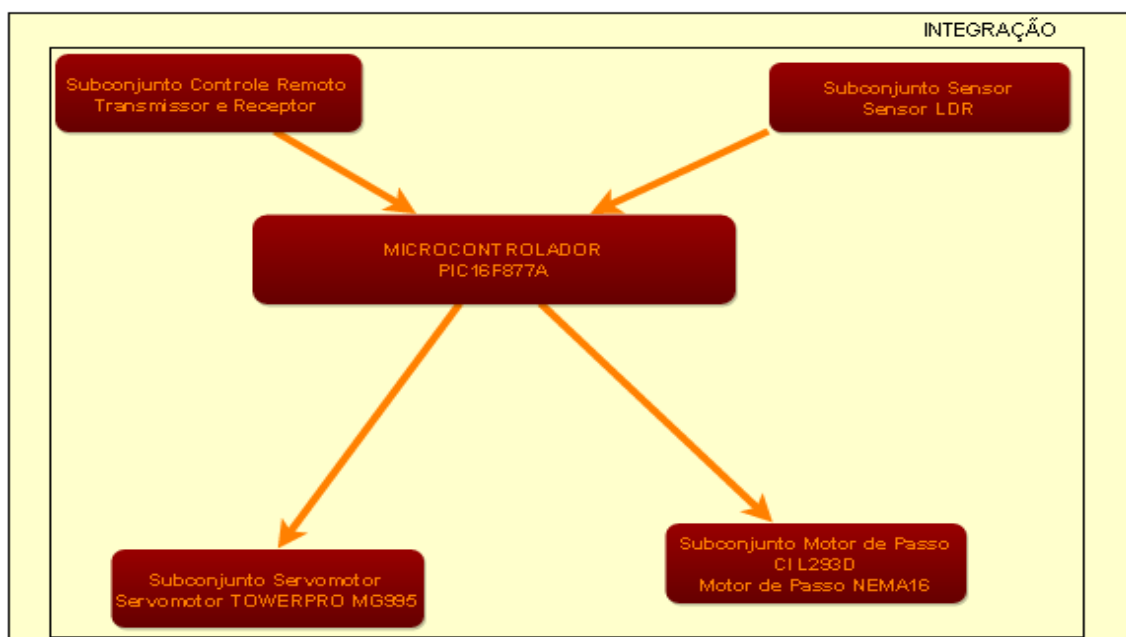 INTEGRAÇÃO
Subconjunto Controle Remoto
Transmissor e Receptor
Subconjunto Sensor
Sensor LDR
MICROCONTROLADOR
PIC16F877A
Subconjunto Servomotor
Servomotor TOWERPRO MG995
Subconjunto Motor de Passo
CI L293D
Motor de Passo NEMA16